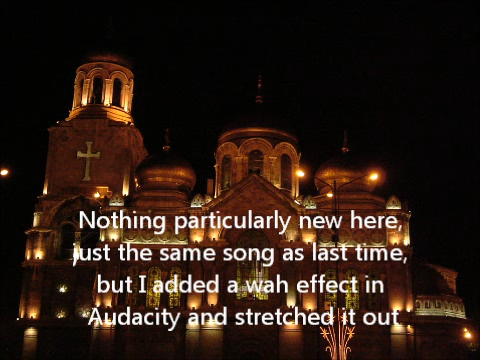 Nothing particularly new here,
just the same song as last time,
but I added a wah effect in
Audacity and stretched it out